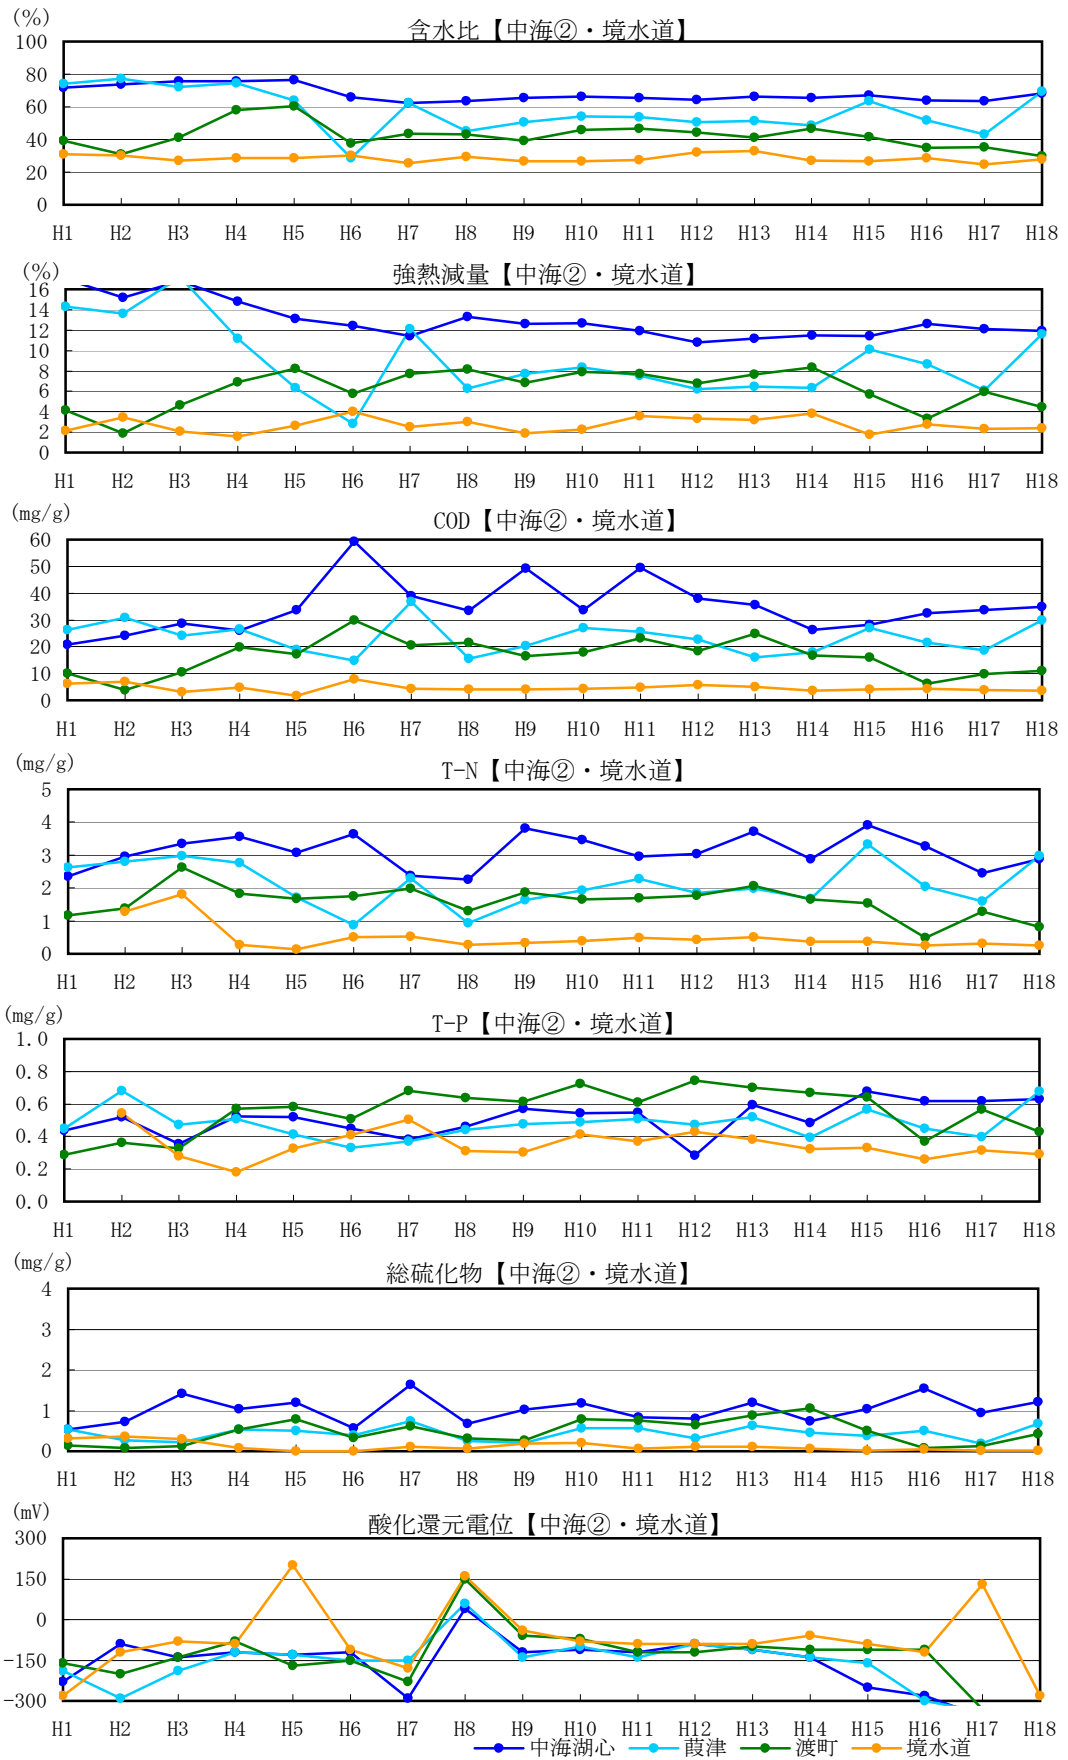 (%)
含水比【中海②・境水道】
100
80
60
40
20
0
H1 H2 H3 H4 H5 H6 H7 H8 H9 H10 H11 H12 H13 H14 H15 H16 H17 H18
(%)
強熱減量【中海②・境水道】
16
14
12
10
8
6
4
2
0
H1 H2 H3 H4 H5 H6 H7 H8 H9 H10 H11 H12 H13 H14 H15 H16 H17 H18
(mg/g)
COD【中海②・境水道】
60
50
40
30
20
10
0
H1 H2 H3 H4 H5 H6 H7 H8 H9 H10 H11 H12 H13 H14 H15 H16 H17 H18
(mg/g)
T-N【中海②・境水道】
5
4
3
2
1
0
H1 H2 H3 H4 H5 H6 H7 H8 H9 H10 H11 H12 H13 H14 H15 H16 H17 H18
(mg/g)
T-P【中海②・境水道】
1.0
0.8
0.6
0.4
0.2
0.0
H1 H2 H3 H4 H5 H6 H7 H8 H9 H10 H11 H12 H13 H14 H15 H16 H17 H18
(mg/g)
総硫化物【中海②・境水道】
4
3
2
1
0
H1 H2 H3 H4 H5 H6 H7 H8 H9 H10 H11 H12 H13 H14 H15 H16 H17 H18
(mV)
酸化還元電位【中海②・境水道】
300
150
0
-150
-300
H1 H2 H3 H4 H5 H6 H7 H8 H9 H10 H11 H12 H13 H14 H15 H16 H17 H18
中海湖心 葭津 渡町 境水道